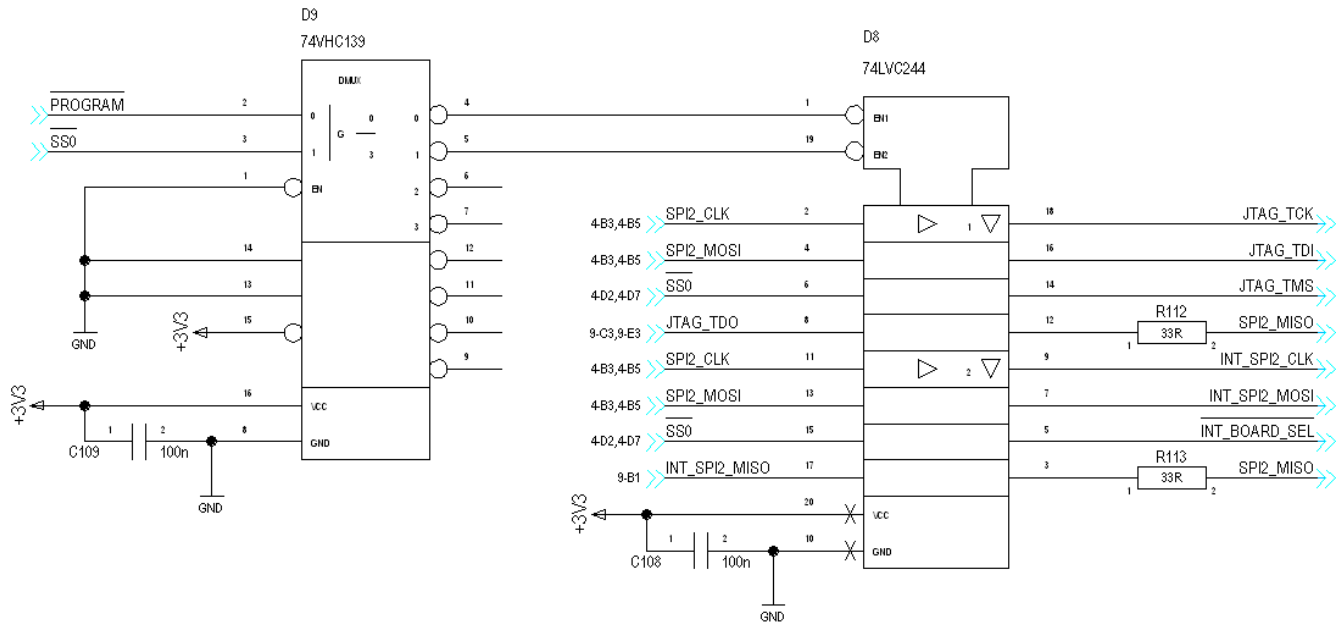 D9
74VHC139
DMUX
PROGRAM 2 0 G 0 3 0 4
SS0 3 1 1 5
1 EN 2 6
3 7
14 12
13 11
15 10
+3V3
GND
9
+3V3
16 VCC
1 2 8 GND
C109 100n
GND
D8
74LVC244
1 EN1
19 EN2
4-B3,4-B5 SPI2_CLK 2 1 18 JTAG_TCK
4-B3,4-B5 SPI2_MOSI 4 16 JTAG_TDI
4-D2,4-D7 SS0 6 14 JTAG_TMS
9-C3,9-E3 JTAG_TDO 8 12 R112 1 33R 2 SPI2_MISO
4-B3,4-B5 SPI2_CLK 11 2 9 INT_SPI2_CLK
4-B3,4-B5 SPI2_MOSI 13 7 INT_SPI2_MOSI
4-D2,4-D7 SS0 15 5 INT_BOARD_SEL
9-B1 INT_SPI2_MISO 17 3 R113 1 33R 2 SPI2_MISO
+3V3
20 VCC
1 2 10 GND
C108 100n
GND